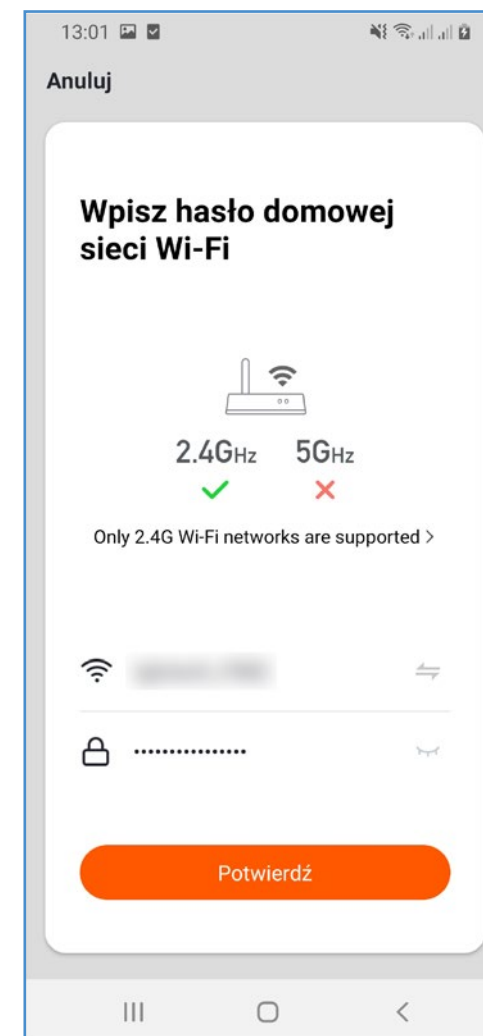 13:01
Anuluj
Wpisz hasło domowej
sieci Wi-Fi
2.4GHz 5GHz
Only 2.4G Wi-Fi networks are supported >
................
Potwierdź